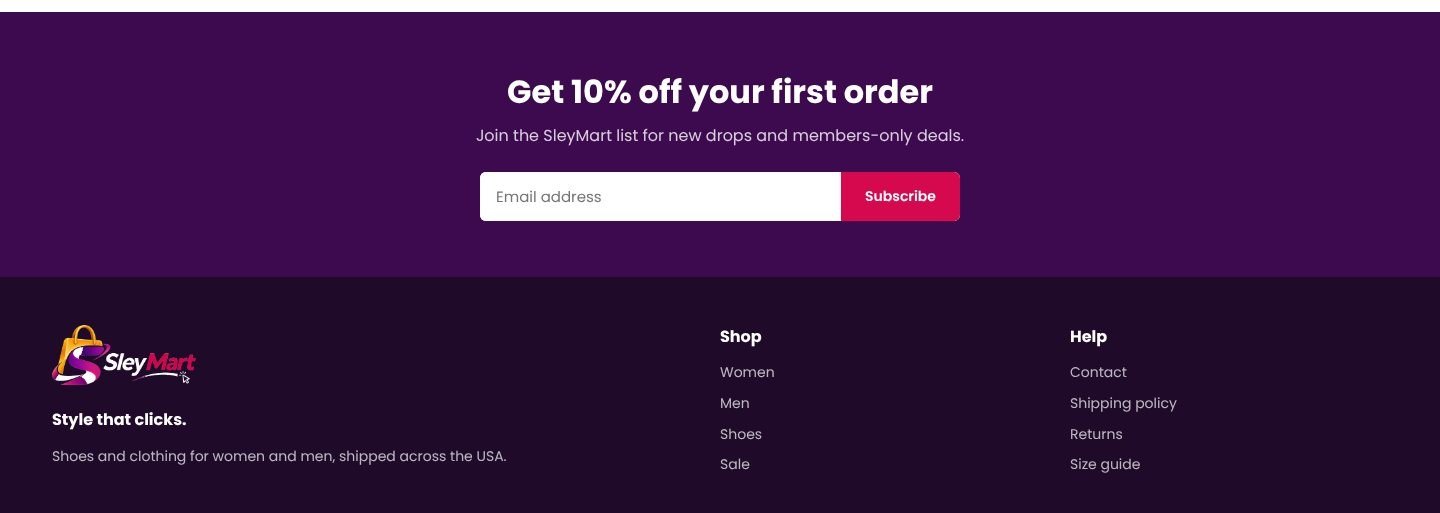 Get 10% off your first order
Join the SleyMart list for new drops and members-only deals.
Email address
Subscribe
SleyMart
Style that clicks.
Shoes and clothing for women and men, shipped across the USA.
Shop
Women
Men
Shoes
Sale
Help
Contact
Shipping policy
Returns
Size guide